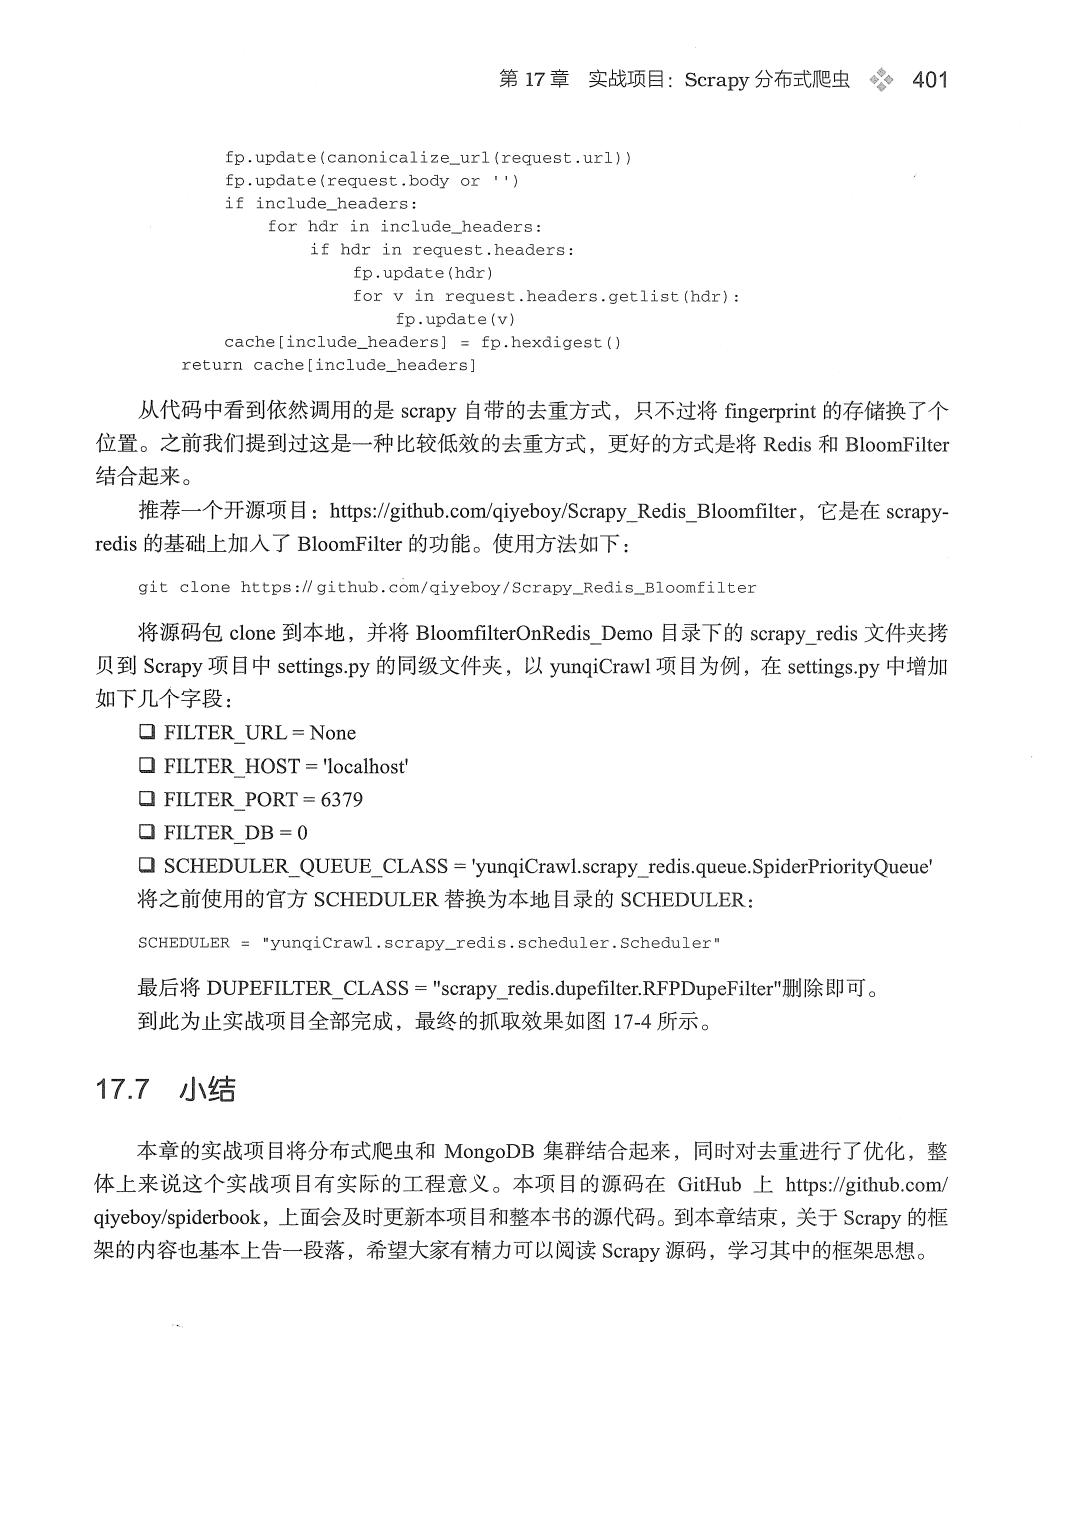 第 17 章 实战项目：Scrapy 分布式爬虫 401
fp.update(canonicalize_url(request.url))
fp.update(request.body or '')
if include_headers:
for hdr in include_headers:
if hdr in request.headers:
fp.update(hdr)
for v in request.headers.getlist(hdr):
fp.update(v)
cache[include_headers] = fp.hexdigest()
return cache[include_headers]
从代码中看到依然调用的是 scrapy 自带的去重方式，只不过将 fingerprint 的存储换了个
位置。之前我们提到过这是一种比较低效的去重方式，更好的方式是将 Redis 和 BloomFilter
结合起来。
推荐一个开源项目：https://github.com/qiyeboy/Scrapy_Redis_Bloomfilter，它是在 scrapy-
redis 的基础上加入了 BloomFilter 的功能。使用方法如下：
git clone https://github.com/qiyeboy/Scrapy_Redis_Bloomfilter
将源码包 clone 到本地，并将 BloomfilterOnRedis_Demo 目录下的 scrapy_redis 文件夹拷
贝到 Scrapy 项目中 settings.py 的同级文件夹，以 yunqiCrawl 项目为例，在 settings.py 中增加
如下几个字段：
❑ FILTER_URL = None
❑ FILTER_HOST = 'localhost'
❑ FILTER_PORT = 6379
❑ FILTER_DB = 0
❑ SCHEDULER_QUEUE_CLASS = 'yunqiCrawl.scrapy_redis.queue.SpiderPriorityQueue'
将之前使用的官方 SCHEDULER 替换为本地目录的 SCHEDULER：
SCHEDULER = "yunqiCrawl.scrapy_redis.scheduler.Scheduler"
最后将 DUPEFILTER_CLASS = "scrapy_redis.dupefilter.RFPDupeFilter"删除即可。
到此为止实战项目全部完成，最终的抓取效果如图 17-4 所示。
17.7 小结
本章的实战项目将分布式爬虫和 MongoDB 集群结合起来，同时对去重进行了优化，整
体上来说这个实战项目有实际的工程意义。本项目的源码在 GitHub 上 https://github.com/
qiyeboy/spiderbook，上面会及时更新本项目和整本书的源代码。到本章结束，关于 Scrapy 的框
架的内容也基本上告一段落，希望大家有精力可以阅读 Scrapy 源码，学习其中的框架思想。